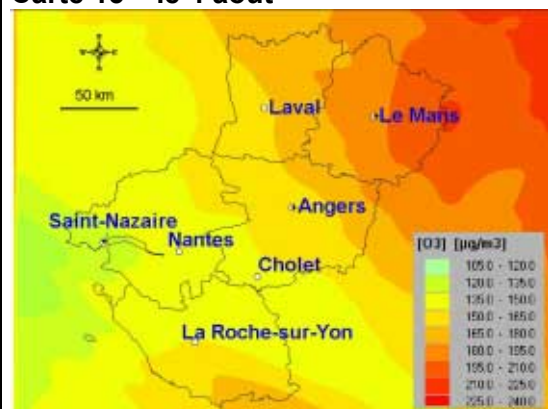 50 km
Laval
Le Mans
Angers
Saint-Nazaire
Nantes
Cholet
La Roche-sur-Yon
[O3] [µg/m3]
105.0 - 120.0
120.0 - 135.0
135.0 - 150.0
150.0 - 165.0
165.0 - 180.0
180.0 - 195.0
195.0 - 210.0
210.0 - 225.0
225.0 - 240.0